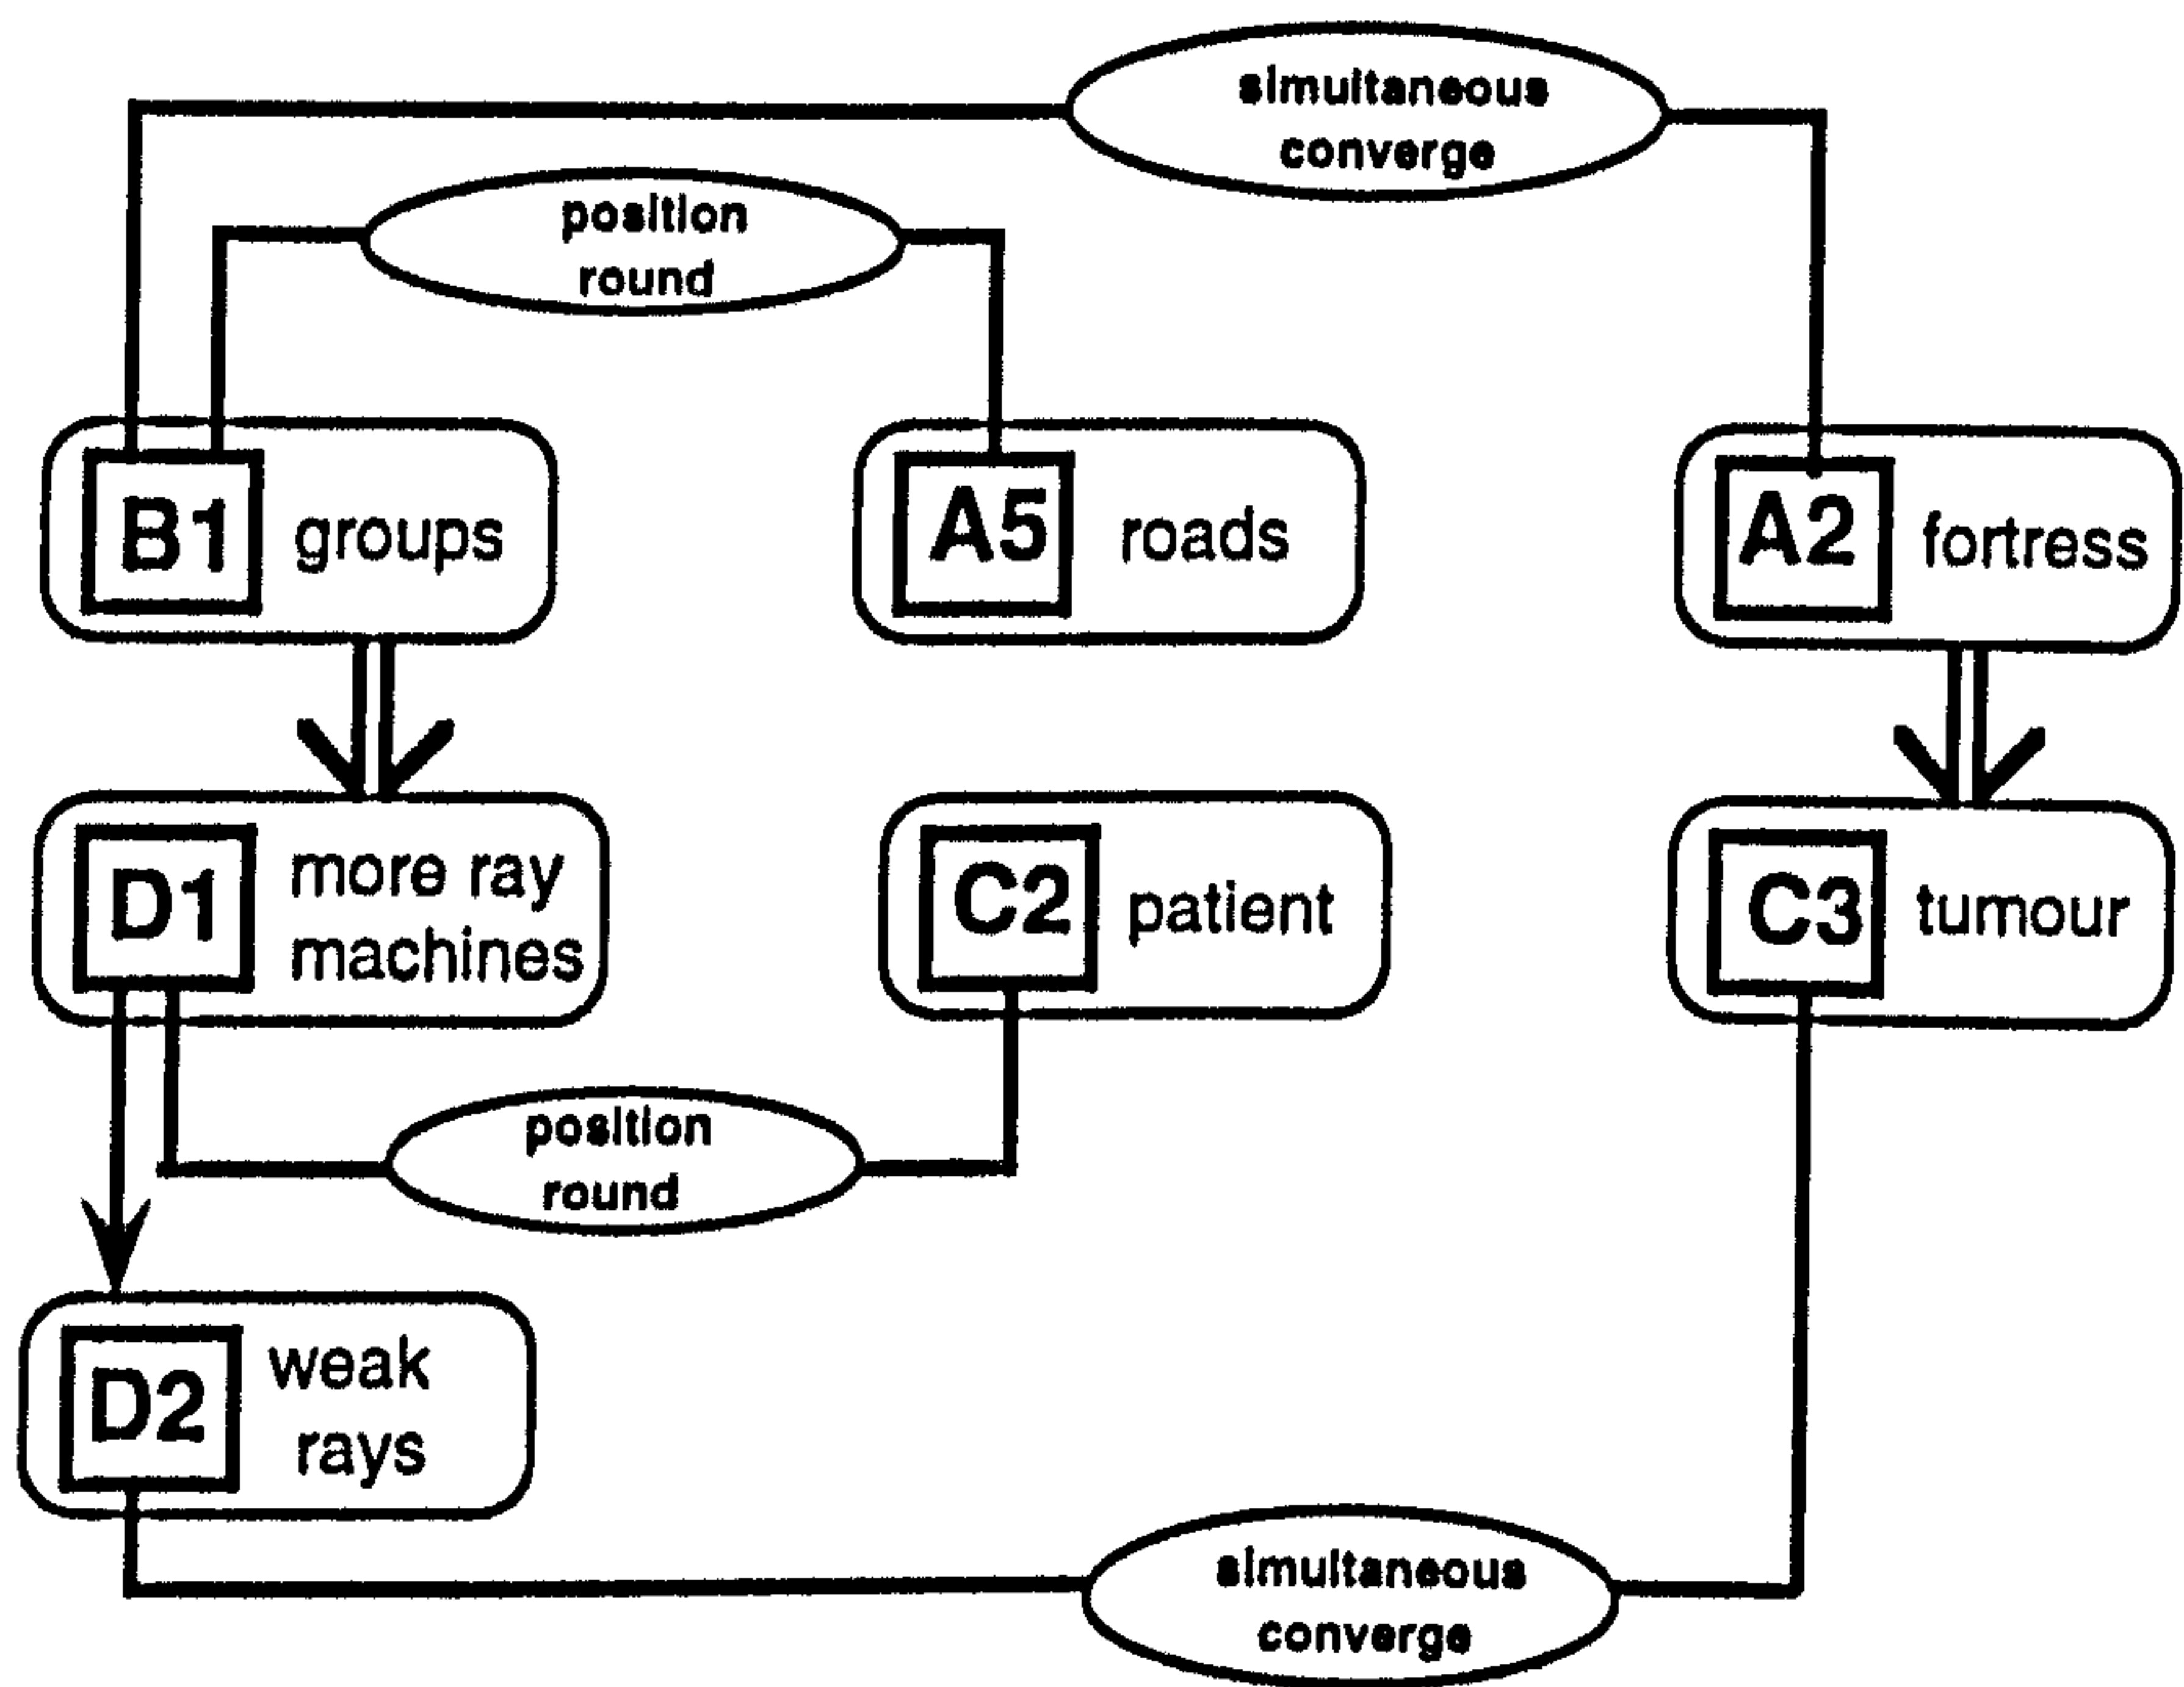 simultaneous
converge
position
round
B1 groups
A5 roads
A2 fortress
D1 more ray
machines
C2 patient
C3 tumour
position
round
D2 weak
rays
simultaneous
converge